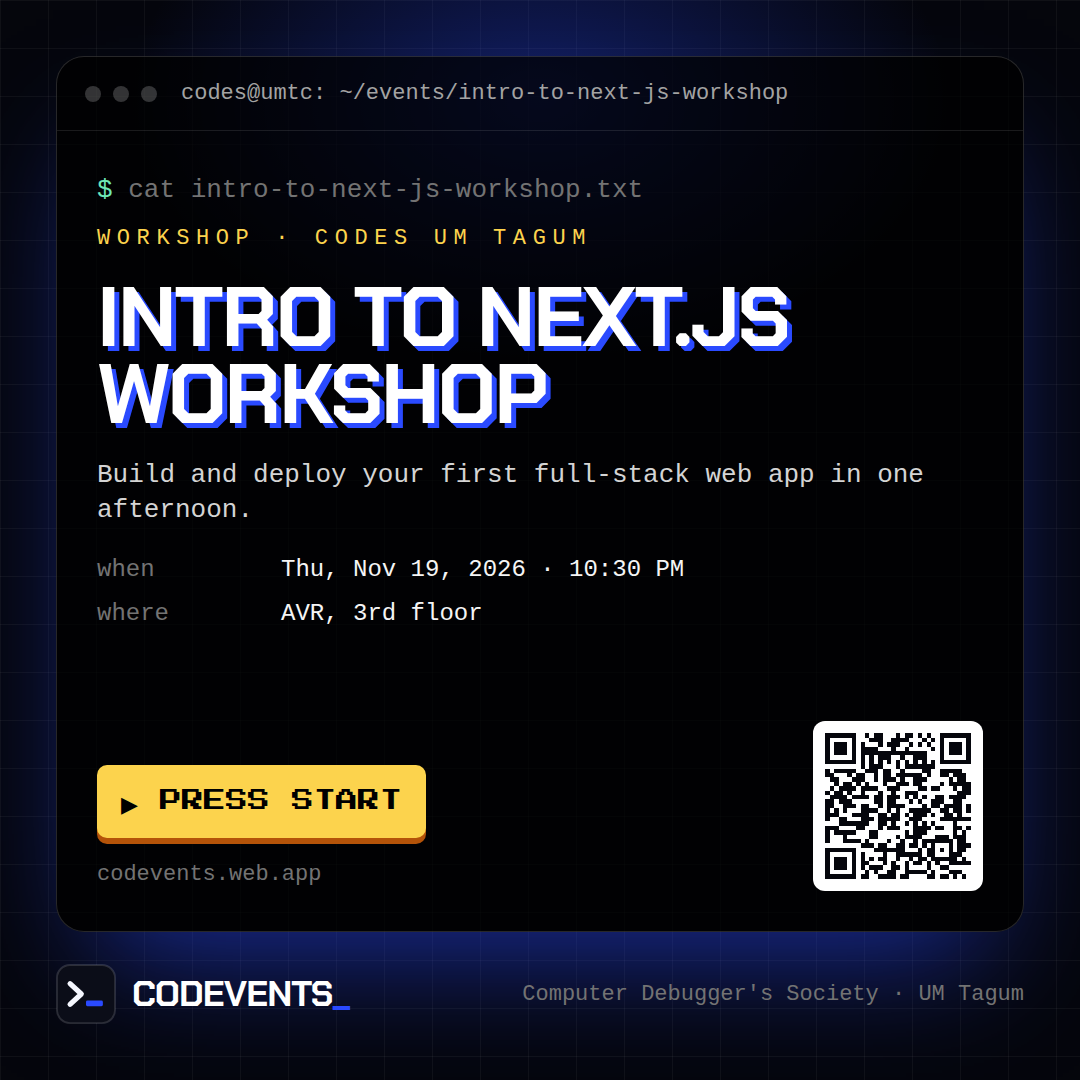 codes@umtc: ~/events/intro-to-next-js-workshop
$ cat intro-to-next-js-workshop.txt
WORKSHOP · CODES UM TAGUM
INTRO TO NEXT.JS
WORKSHOP
Build and deploy your first full-stack web app in one
afternoon.
when Thu, Nov 19, 2026 · 10:30 PM
where AVR, 3rd floor
▶ PRESS START
codevents.web.app
CODEVENTS_
Computer Debugger's Society · UM Tagum